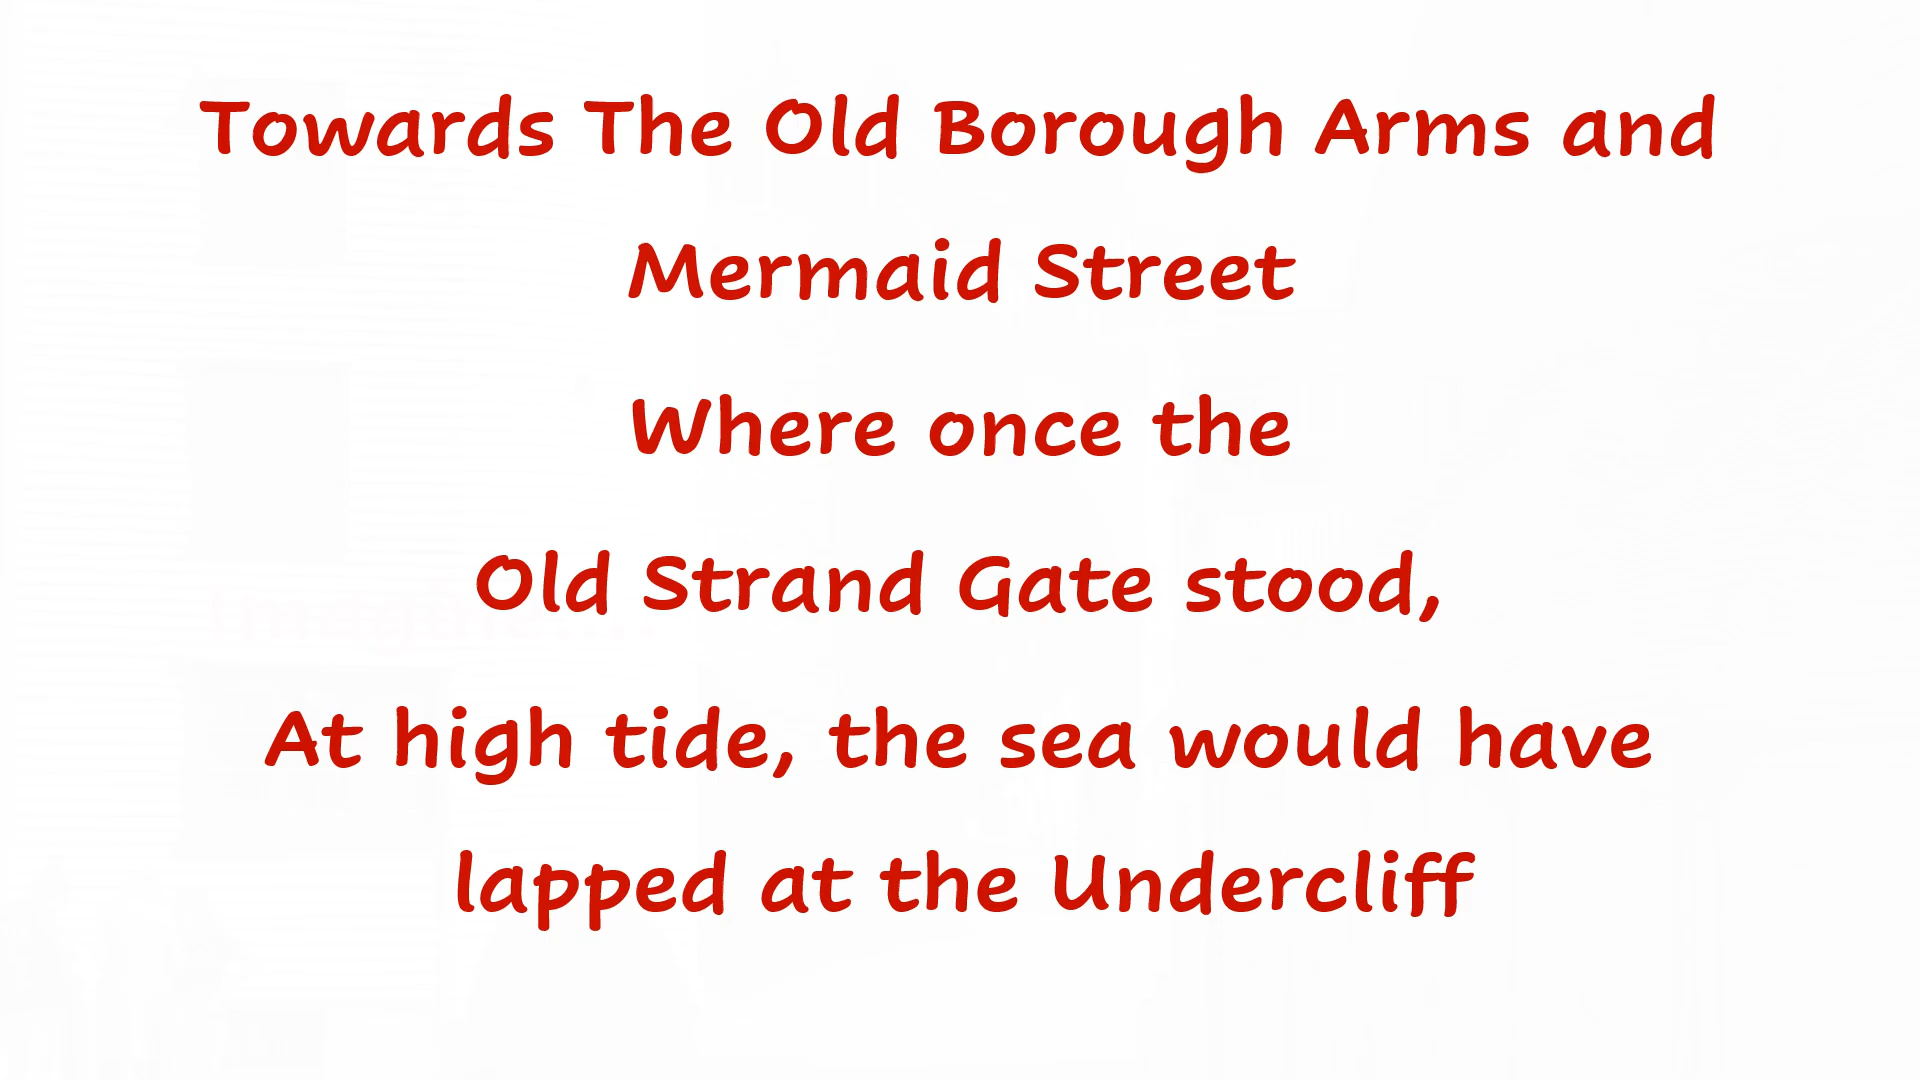 Towards The Old Borough Arms and
Mermaid Street
Where once the
Old Strand Gate stood,
At high tide, the sea would have
lapped at the Undercliff